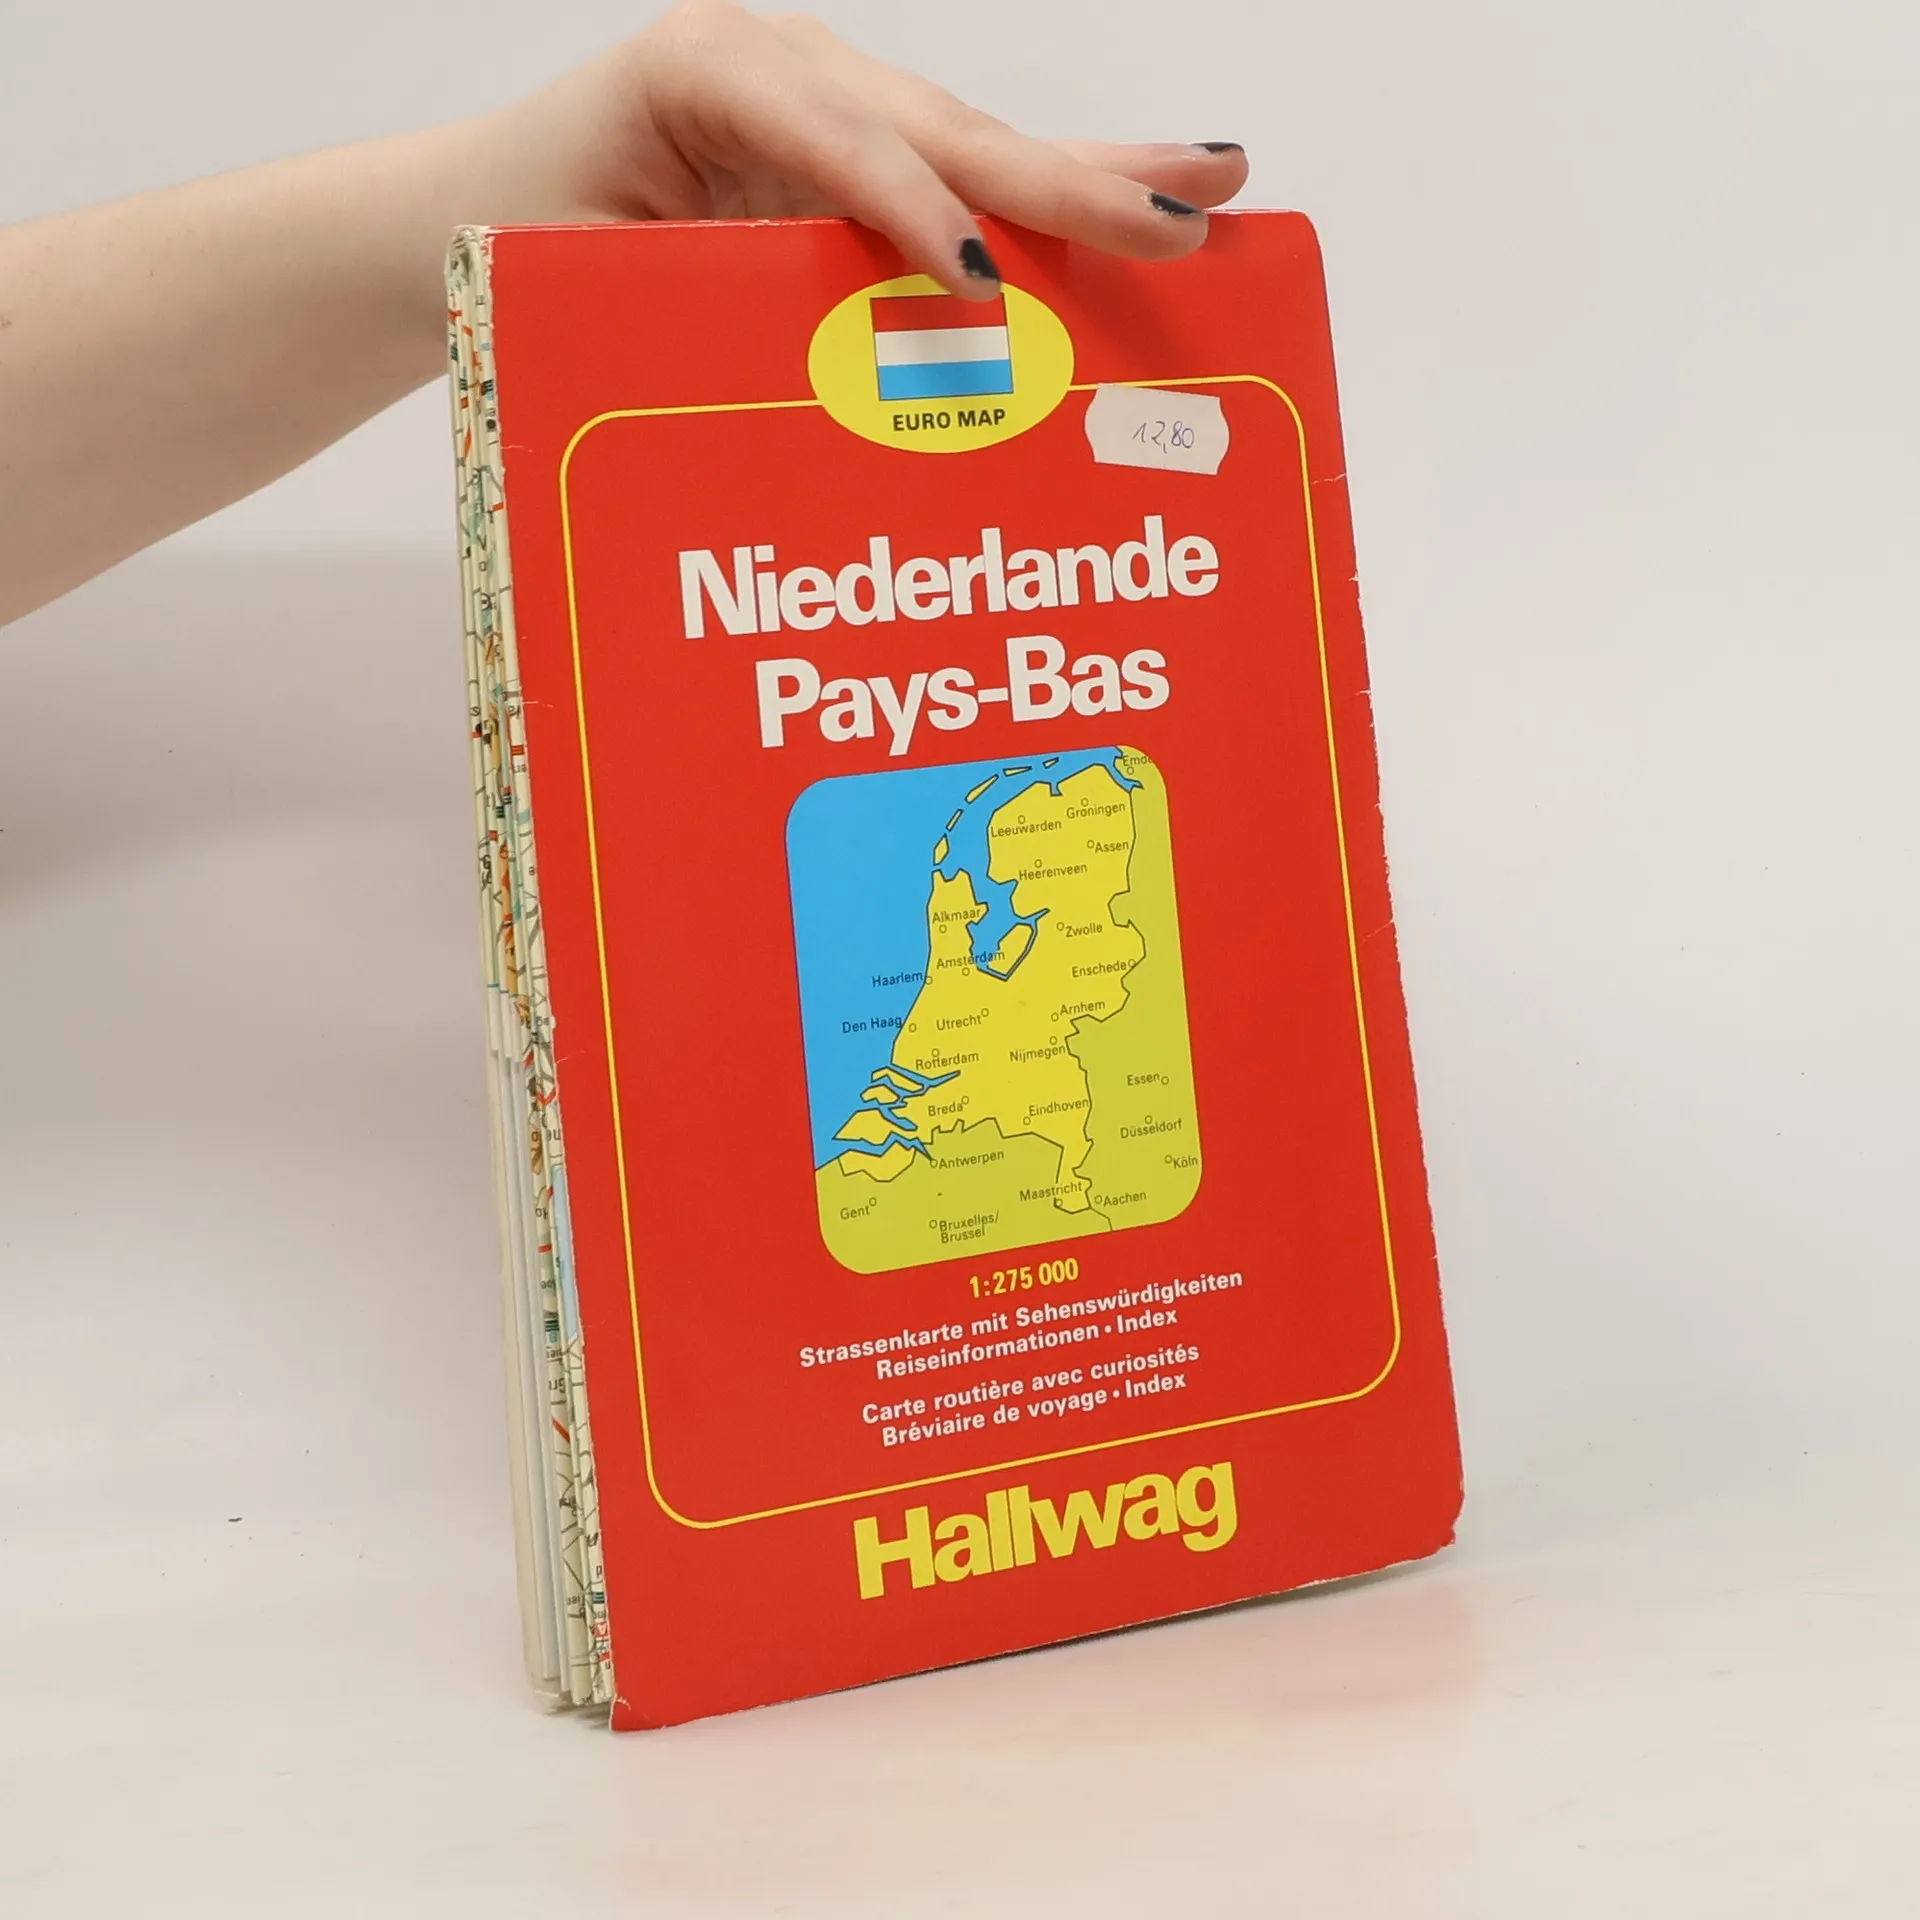 EURO MAP
12,80
Niederlande
Pays-Bas
Emde
Groningen
Leeuwarden
Assen
Heerenveen
Alkmaar
Zwolle
Amsterdam
Haarlem
Enschede
Arnhem
Den Haag
Utrecht
Rotterdam
Nijmegen
Essen
Breda
Eindhoven
Düsseldorf
Antwerpen
Köln
Maastricht
Aachen
Gent
Bruxelles/
Brussel
1:275 000
Strassenkarte mit Sehenswürdigkeiten
Reiseinformationen • Index
Carte routière avec curiosités
Bréviaire de voyage • Index
Hallwag